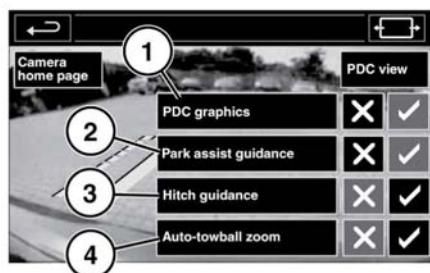 Camera
home page
PDC view
1
PDC graphics
2
Park assist guidance
3
Hitch guidance
4
Auto-towball zoom